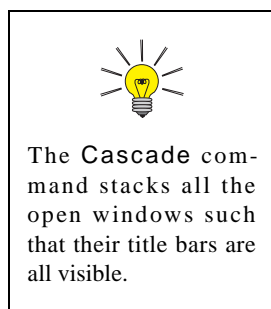 The Cascade com-
mand stacks all the
open windows such
that their title bars are
all visible.